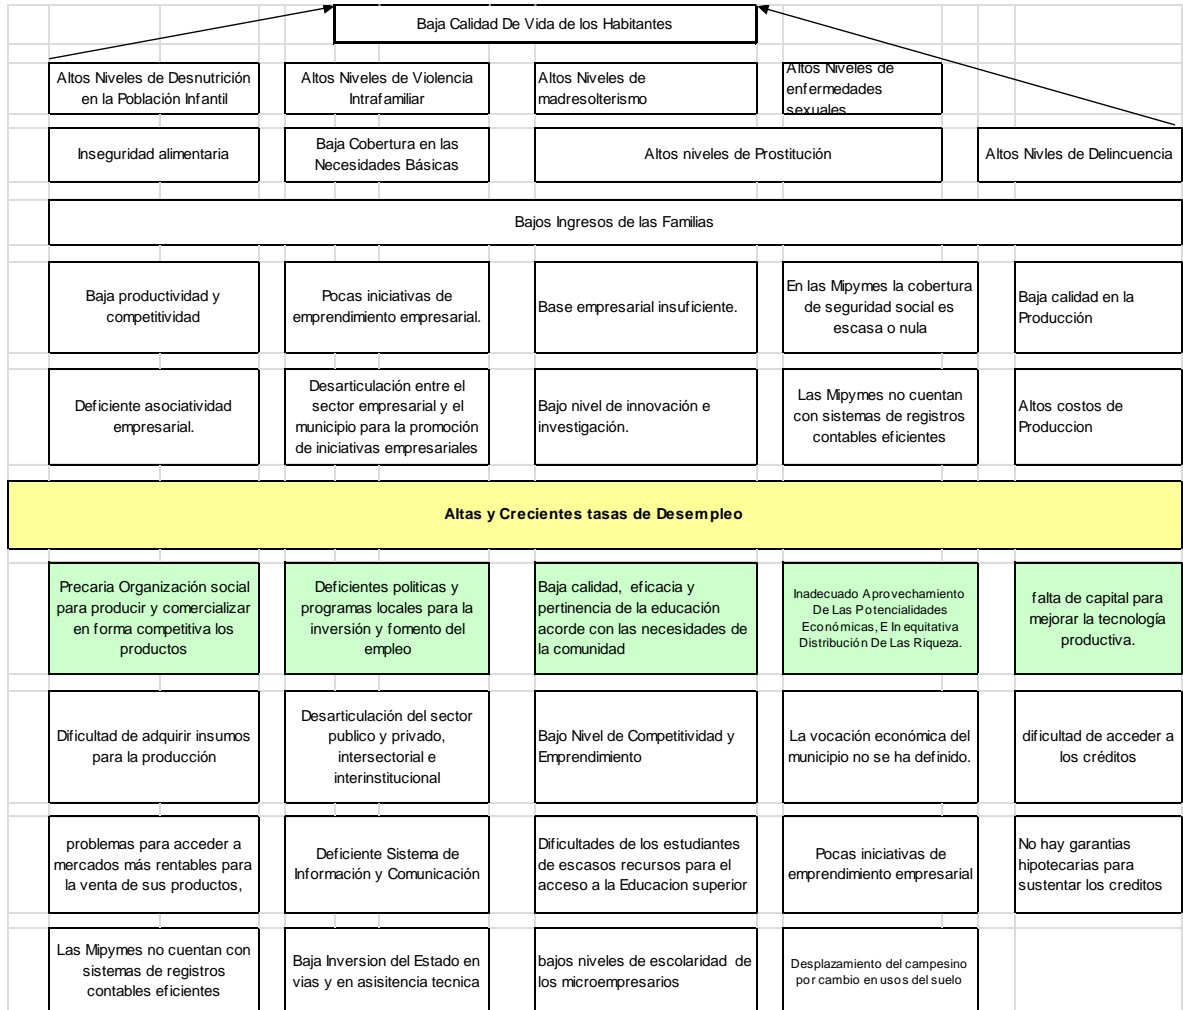 Baja Calidad De Vida de los Habitantes
Altos Niveles de Desnutrición
en la Población Infantil
Altos Niveles de Violencia
Intrafamiliar
Altos Niveles de
madresolterismo
Altos Niveles de
enfermedades
sexuales
Inseguridad alimentaria
Baja Cobertura en las
Necesidades Básicas
Altos niveles de Prostitución
Altos Nivles de Delincuencia
Bajos Ingresos de las Familias
Baja productividad y
competitividad
Pocas iniciativas de
emprendimiento empresarial.
Base empresarial insuficiente.
En las Mipymes la cobertura
de seguridad social es
escasa o nula
Baja calidad en la
Producción
Deficiente asociatividad
empresarial.
Desarticulación entre el
sector empresarial y el
municipio para la promoción
de iniciativas empresariales
Bajo nivel de innovación e
investigación.
Las Mipymes no cuentan
con sistemas de registros
contables eficientes
Altos costos de
Produccion
Altas y Crecientes tasas de Desempleo
Precaria Organización social
para producir y comercializar
en forma competitiva los
productos
Deficientes politicas y
programas locales para la
inversión y fomento del
empleo
Baja calidad, eficacia y
pertinencia de la educación
acorde con las necesidades de
la comunidad
Inadecuado Aprovechamiento
De Las Potencialidades
Económicas, E Inequitativa
Distribución De Las Riqueza.
falta de capital para
mejorar la tecnología
productiva.
Dificultad de adquirir insumos
para la producción
Desarticulación del sector
publico y privado,
intersectorial e
interinstitucional
Bajo Nivel de Competitividad y
Emprendimiento
La vocación económica del
municipio no se ha definido.
dificultad de acceder a
los créditos
problemas para acceder a
mercados más rentables para
la venta de sus productos,
Deficiente Sistema de
Información y Comunicación
Dificultades de los estudiantes
de escasos recursos para el
acceso a la Educacion superior
Pocas iniciativas de
emprendimiento empresarial
No hay garantias
hipotecarias para
sustentar los creditos
Las Mipymes no cuentan con
sistemas de registros
contables eficientes
Baja Inversion del Estado en
vias y en asisitencia tecnica
bajos niveles de escolaridad de
los microempresarios
Desplazamiento del campesino
por cambio en usos del suelo